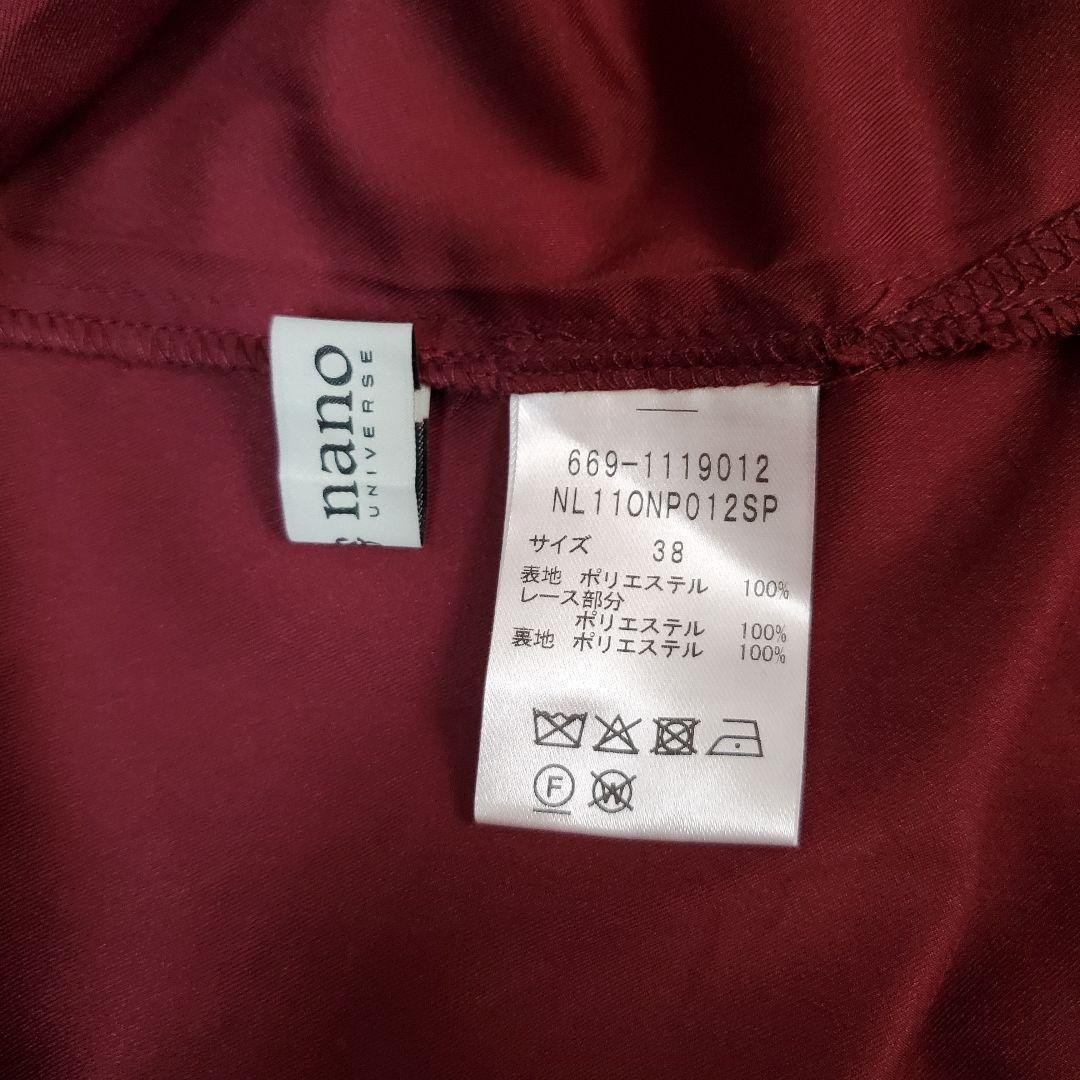 nano
UNIVERSE
669-1119012
NL11ONP012SP
サイズ 38
表地 ポリエステル 100%
レース部分
ポリエステル 100%
裏地 ポリエステル 100%
F
W